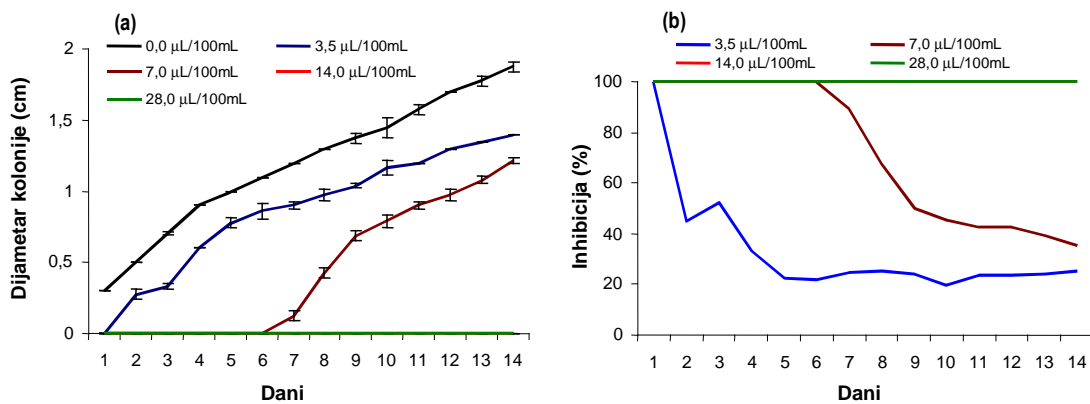 (a)
0,0 µL/100mL 3,5 µL/100mL
7,0 µL/100mL 14,0 µL/100mL
28,0 µL/100mL
Dijametar kolonije (cm)
2
1,5
1
0,5
0
1 2 3 4 5 6 7 8 9 10 11 12 13 14
Dani
(b)
3,5 µL/100mL 7,0 µL/100mL
14,0 µL/100mL 28,0 µL/100mL
Inhibicija (%)
100
80
60
40
20
0
1 2 3 4 5 6 7 8 9 10 11 12 13 14
Dani